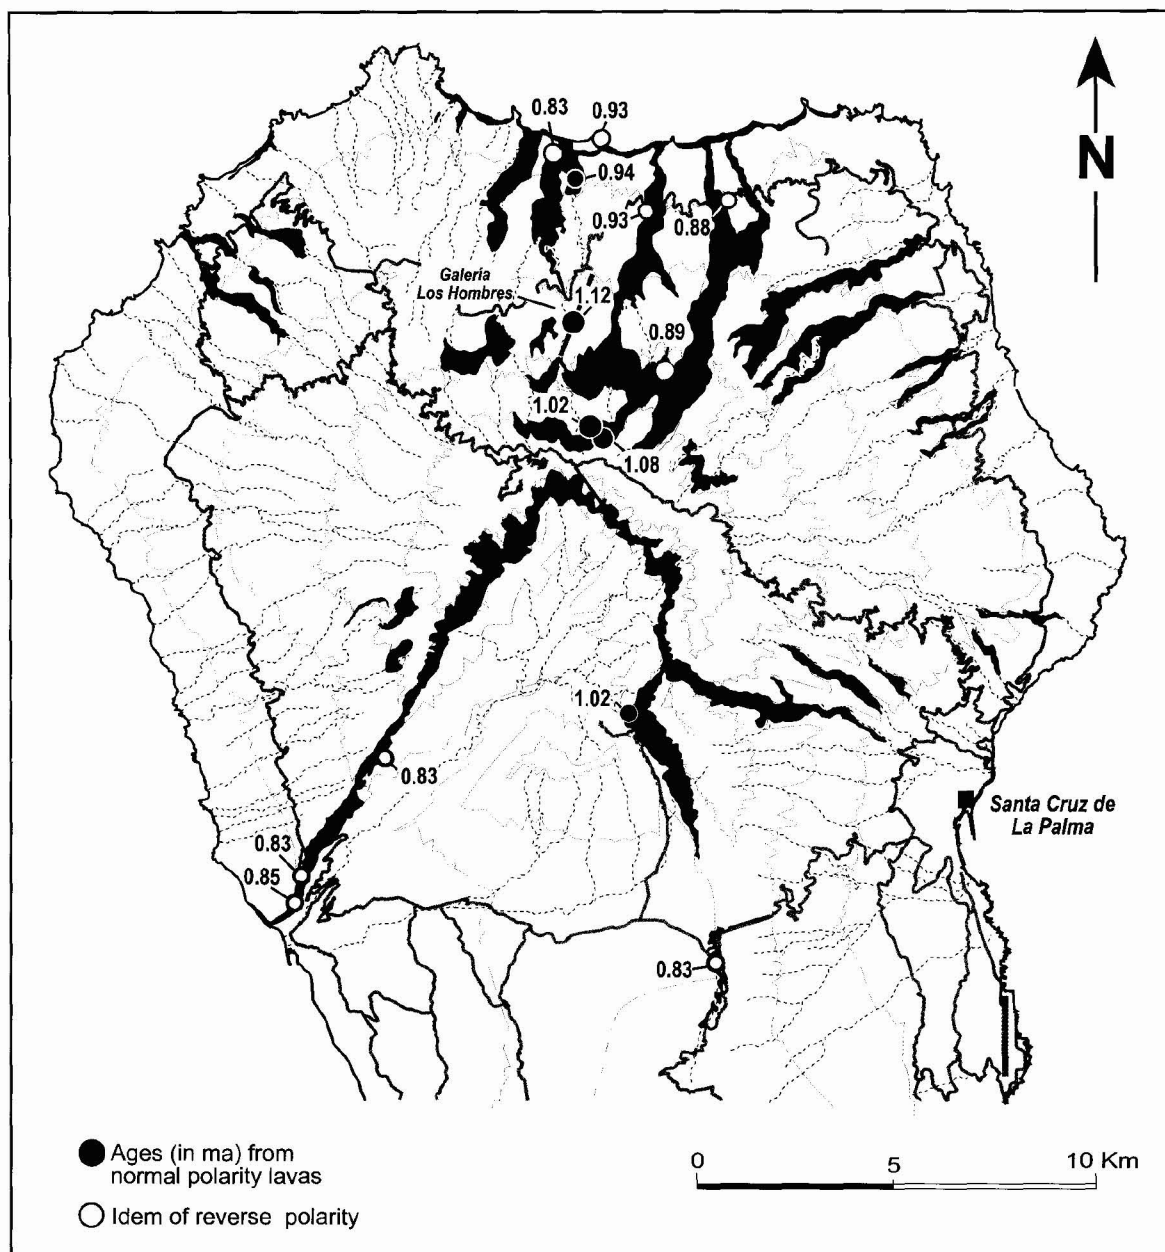 0.83
0.93
N
0.94
0.93
0.88
Galería
Los Hombres
1.12
0.89
1.02
1.08
1.02
0.83
Santa Cruz de
La Palma
0.83
0.85
0.83
Ages (in ma) from
normal polarity lavas
Idem of reverse polarity
0
5
10 Km